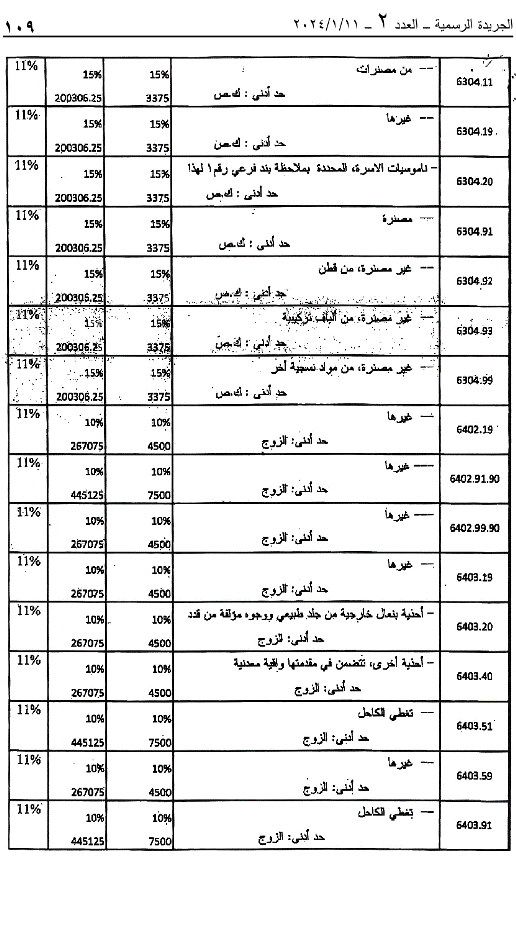 الجريدة الرسمية ــ العدد ٢ ــ ٢٠٢٤/١/١١
١٠٩
6304.11 –– من مصنرات 15% 15% 11%
حد أدنى : ك.ص 3375 200306.25
6304.19 –– غيرها 15% 15% 11%
حد أدنى : ك.ص 3375 200306.25
6304.20 – ناموسيات الاسرة، المحددة بملاحظة بند فرعي رقم ١ لهذا 15% 15% 11%
حد أدنى : ك.ص 3375 200306.25
6304.91 –– مصنرة 15% 15% 11%
حد أدنى : ك.ص 3375 200306.25
6304.92 –– غير مصنرة، من قطن 15% 15% 11%
حد أدنى : ك.ص 3375 200306.25
6304.93 –– غير مصنرة، من ألياف تركيبية 15% 15% 11%
حد أدنى : ك.ص 3375 200306.25
6304.99 –– غير مصنرة، من مواد نسجية أخر 15% 15% 11%
حد أدنى : ك.ص 3375 200306.25
6402.19 –– غيرها 10% 10% 11%
حد أدنى: الزوج 4500 267075
6402.91.90 ––– غيرها 10% 10% 11%
حد أدنى: الزوج 7500 445125
6402.99.90 ––– غيرها 10% 10% 11%
حد أدنى: الزوج 4500 267075
6403.19 –– غيرها 10% 10% 11%
حد أدنى: الزوج 4500 267075
6403.20 – أحذية بنعال خارجية من جلد طبيعي ووجوه مؤلفة من قدد 10% 10% 11%
حد أدنى: الزوج 4500 267075
6403.40 – أحذية أخرى، تتضمن في مقدمتها واقية معدنية 10% 10% 11%
حد أدنى: الزوج 4500 267075
6403.51 –– تغطي الكاحل 10% 10% 11%
حد أدنى: الزوج 7500 445125
6403.59 –– غيرها 10% 10% 11%
حد أدنى: الزوج 4500 267075
6403.91 –– تغطي الكاحل 10% 10% 11%
حد أدنى: الزوج 7500 445125